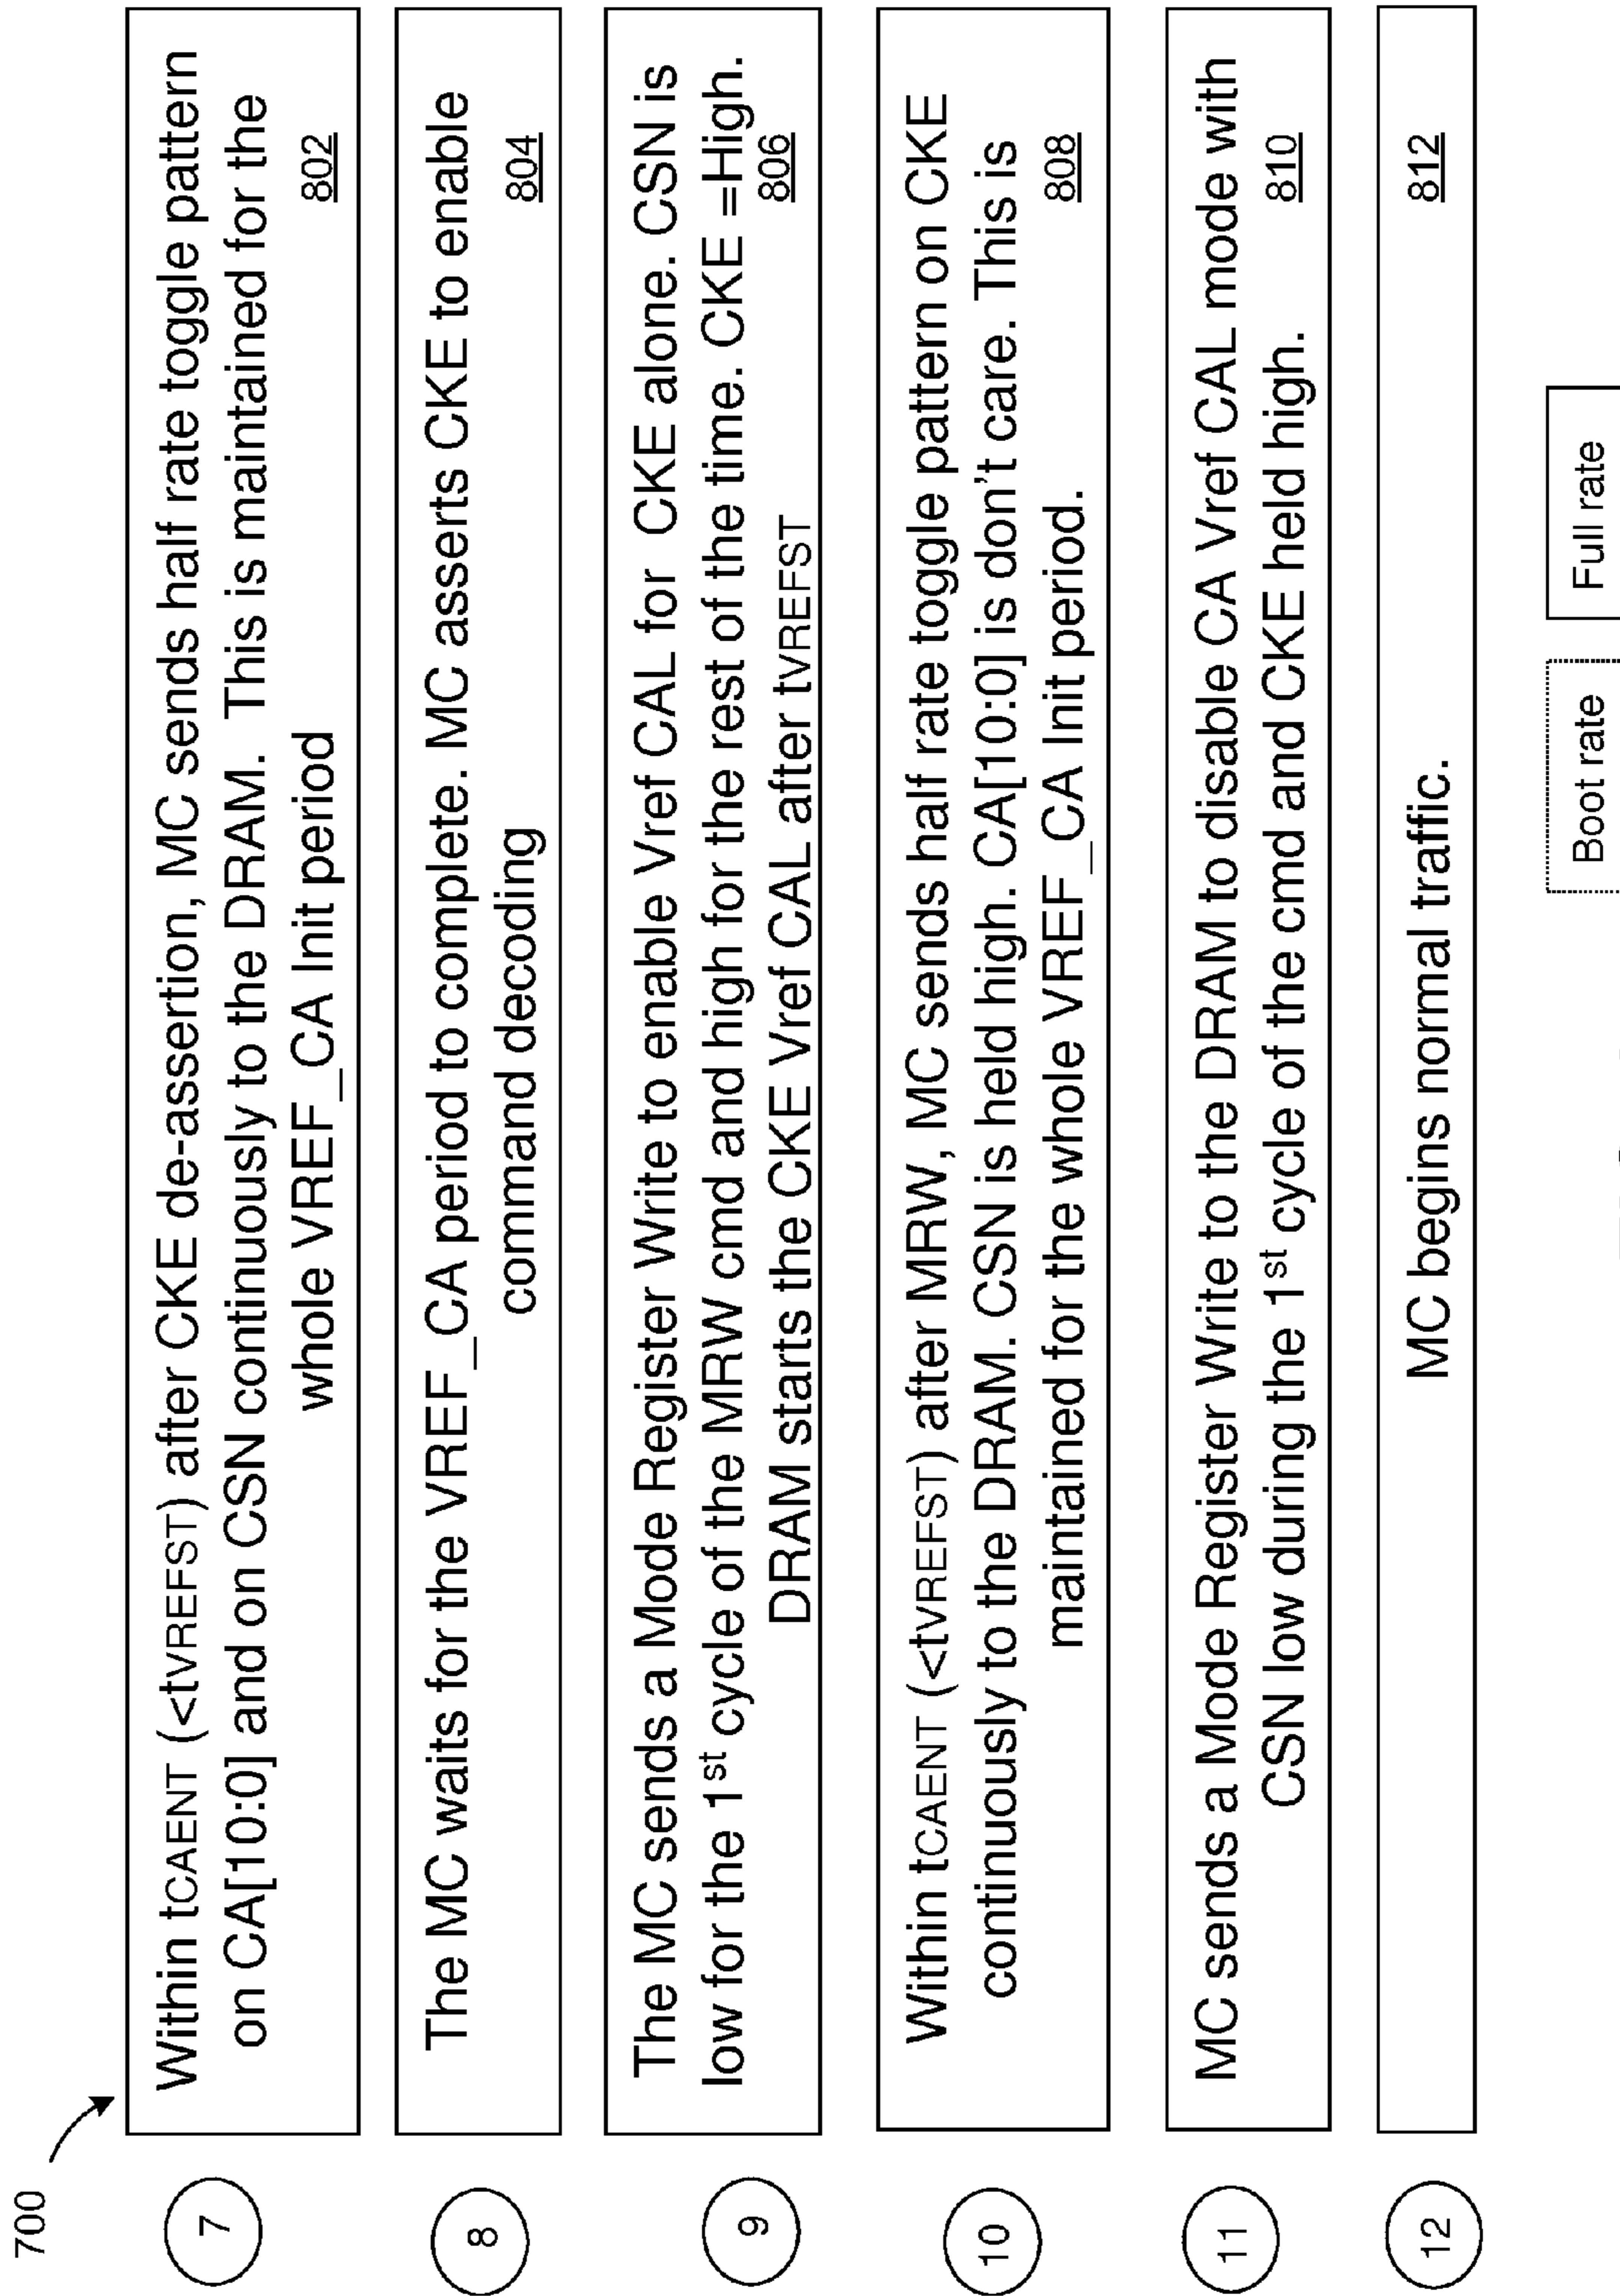 700
7
Within tCAENT (<tVREFST) after CKE de-assertion, MC sends half rate toggle pattern
on CA[10:0] and on CSN continuously to the DRAM. This is maintained for the
whole VREF_CA Init period
802
8
The MC waits for the VREF_CA period to complete. MC asserts CKE to enable
command decoding
804
9
The MC sends a Mode Register Write to enable Vref CAL for CKE alone. CSN is
low for the 1st cycle of the MRW cmd and high for the rest of the time. CKE =High.
DRAM starts the CKE Vref CAL after tVREFST
806
10
Within tCAENT (<tVREFST) after MRW, MC sends half rate toggle pattern on CKE
continuously to the DRAM. CSN is held high. CA[10:0] is don't care. This is
maintained for the whole VREF_CA Init period.
808
11
MC sends a Mode Register Write to the DRAM to disable CA Vref CAL mode with
CSN low during the 1st cycle of the cmd and CKE held high.
810
12
MC begins normal traffic.
812
Boot rate
Full rate